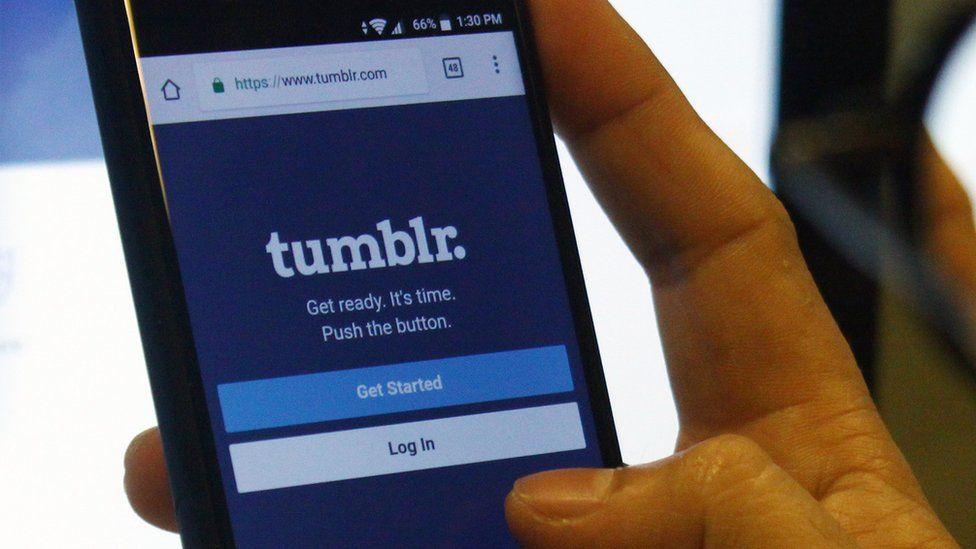 66% 1:30 PM
https://www.tumblr.com 48
tumblr.
Get ready. It's time.
Push the button.
Get Started
Log In